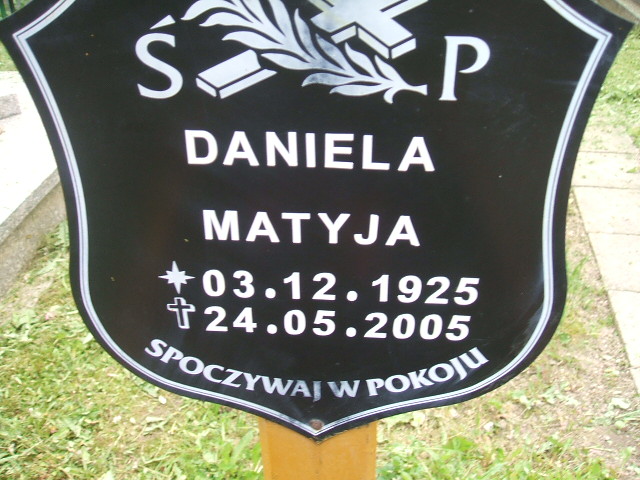 Ś P
DANIELA
MATYJA
03.12.1925
24.05.2005
SPOCZYWAJ W POKOJU